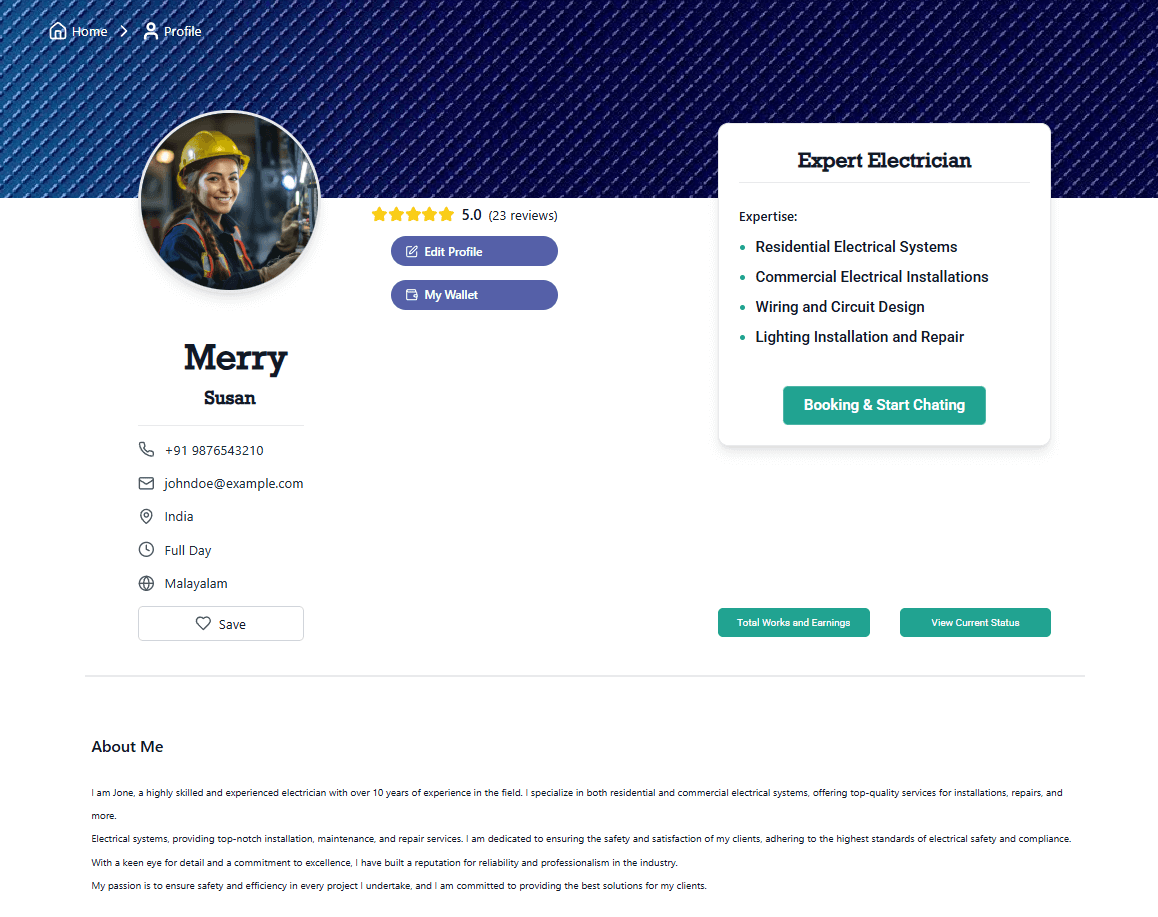 Home > Profile
Expert Electrician
5.0 (23 reviews)
Edit Profile
My Wallet
Expertise:
• Residential Electrical Systems
• Commercial Electrical Installations
• Wiring and Circuit Design
• Lighting Installation and Repair
Booking & Start Chating
Merry
Susan
+91 9876543210
johndoe@example.com
India
Full Day
Malayalam
Save
Total Works and Earnings
View Current Status
About Me
I am Jone, a highly skilled and experienced electrician with over 10 years of experience in the field. I specialize in both residential and commercial electrical systems, offering top-quality services for installations, repairs, and
more.
Electrical systems, providing top-notch installation, maintenance, and repair services. I am dedicated to ensuring the safety and satisfaction of my clients, adhering to the highest standards of electrical safety and compliance.
With a keen eye for detail and a commitment to excellence, I have built a reputation for reliability and professionalism in the industry.
My passion is to ensure safety and efficiency in every project I undertake, and I am committed to providing the best solutions for my clients.